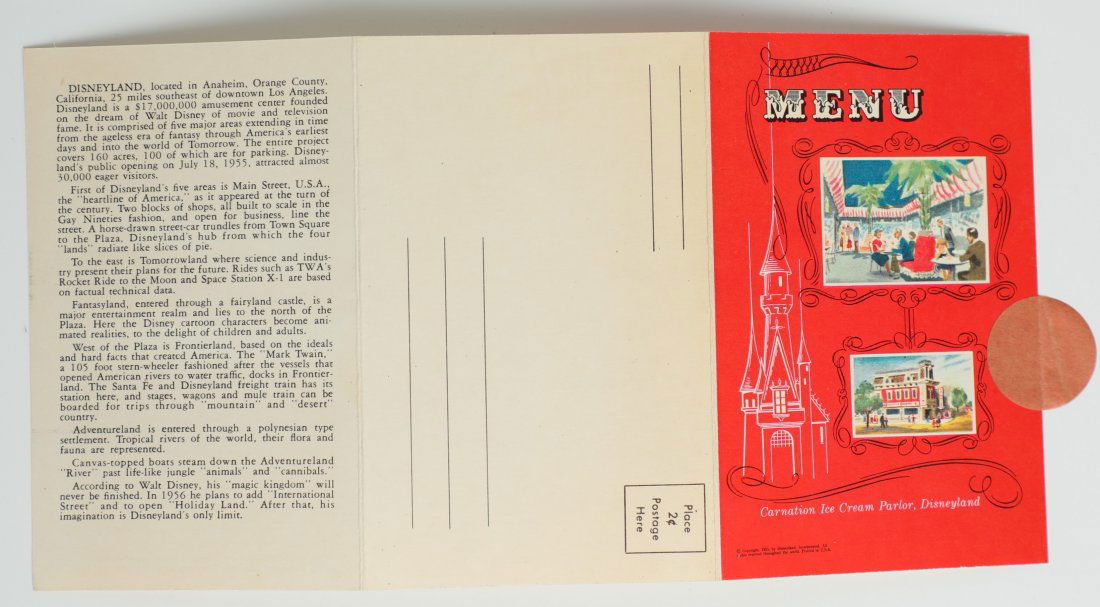 DISNEYLAND, located in Anaheim, Orange County,
California, 25 miles southeast of downtown Los Angeles.
Disneyland is a $17,000,000 amusement center founded
on the dream of Walt Disney of movie and television
fame. It is comprised of five major areas extending in time
from the ageless era of fantasy through America's earliest
days and into the world of Tomorrow. The entire project
covers 160 acres, 100 of which are for parking. Disney-
land's public opening on July 18, 1955, attracted almost
30,000 eager visitors.
First of Disneyland's five areas is Main Street, U.S.A.,
the "heartline of America," as it appeared at the turn of
the century. Two blocks of shops, all built to scale in the
Gay Nineties fashion, and open for business, line the
street. A horse-drawn street-car trundles from Town Square
to the Plaza, Disneyland's hub from which the four
"lands" radiate like slices of pie.
To the east is Tomorrowland where science and indus-
try present their plans for the future. Rides such as TWA's
Rocket Ride to the Moon and Space Station X-1 are based
on factual technical data.
Fantasyland, entered through a fairyland castle, is a
major entertainment realm and lies to the north of the
Plaza. Here the Disney cartoon characters become ani-
mated realities, to the delight of children and adults.
West of the Plaza is Frontierland, based on the ideals
and hard facts that created America. The "Mark Twain,"
a 105 foot stern-wheeler fashioned after the vessels that
opened American rivers to water traffic, docks in Frontier-
land. The Santa Fe and Disneyland freight train has its
station here, and stages, wagons and mule train can be
boarded for trips through "mountain" and "desert"
country.
Adventureland is entered through a polynesian type
settlement. Tropical rivers of the world, their flora and
fauna are represented.
Canvas-topped boats steam down the Adventureland
"River" past life-like jungle "animals" and "cannibals."
According to Walt Disney, his "magic kingdom" will
never be finished. In 1956 he plans to add "International
Street" and to open "Holiday Land." After that, his
imagination is Disneyland's only limit.
Place
2¢
Postage
Here
MENU
Carnation Ice Cream Parlor, Disneyland
© Copyright, 1955, by Disneyland, Incorporated. All
rights reserved throughout the world. Printed in U.S.A.